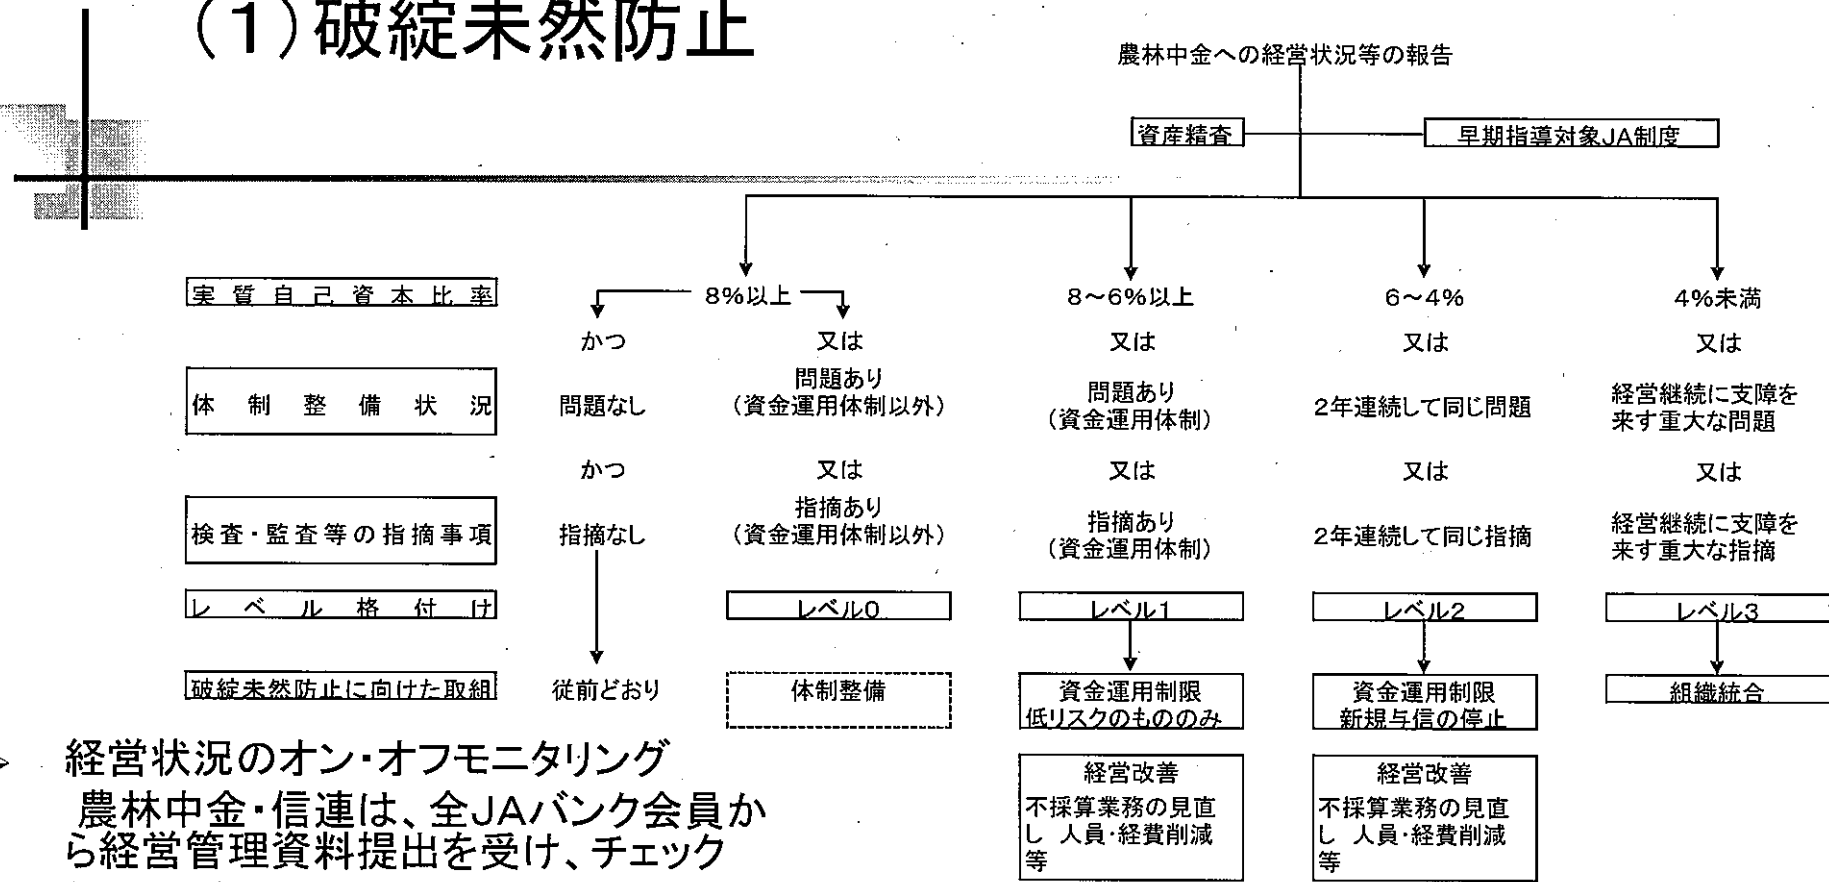 （１）破綻未然防止
農林中金への経営状況等の報告
資産精査
早期指導対象JA制度
実質自己資本比率
8％以上
8～6％以上
6～4％
4％未満
かつ
又は
又は
又は
又は
体制整備状況
問題なし
問題あり
（資金運用体制以外）
問題あり
（資金運用体制）
2年連続して同じ問題
経営継続に支障を
来す重大な問題
かつ
又は
又は
又は
又は
検査・監査等の指摘事項
指摘なし
指摘あり
（資金運用体制以外）
指摘あり
（資金運用体制）
2年連続して同じ指摘
経営継続に支障を
来す重大な指摘
レベル格付け
レベル0
レベル1
レベル2
レベル3
破綻未然防止に向けた取組
従前どおり
体制整備
資金運用制限
低リスクのもののみ
資金運用制限
新規与信の停止
組織統合
経営改善
不採算業務の見直
し 人員・経費削減
等
経営改善
不採算業務の見直
し 人員・経費削減
等
経営状況のオン・オフモニタリング
農林中金・信連は、全JAバンク会員か
ら経営管理資料提出を受け、チェック